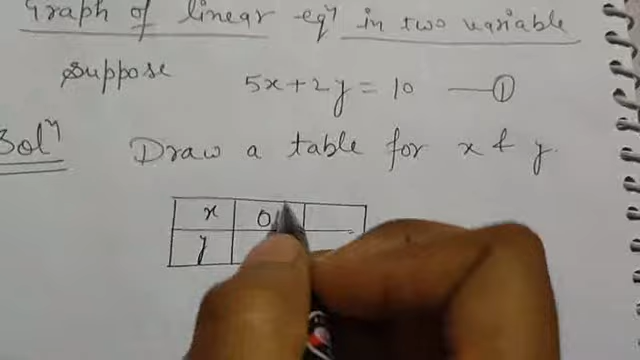 Graph of linear eqⁿ in two variable
Suppose 5x+2y = 10 —①
Solⁿ Draw a table for x & y.
x 0
y